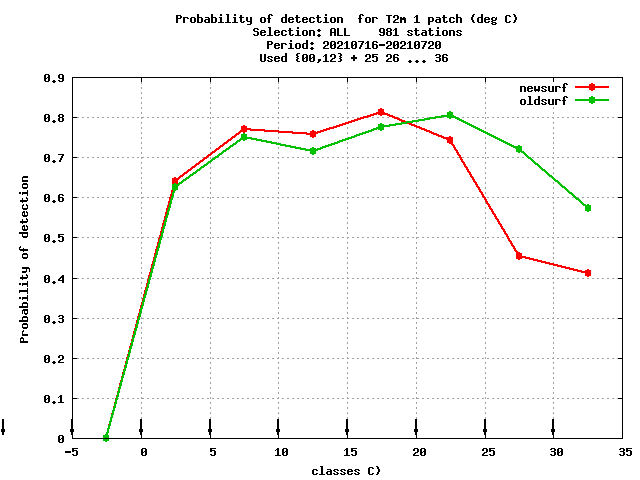 Probability of detection  for T2m 1 patch (deg C)
Selection: ALL    981 stations
Period: 20210716-20210720
Used {00,12} + 25 26 ... 36
newsurf
oldsurf
Probability of detection
0.9
0.8
0.7
0.6
0.5
0.4
0.3
0.2
0.1
0
-5 0 5 10 15 20 25 30 35
classes C)